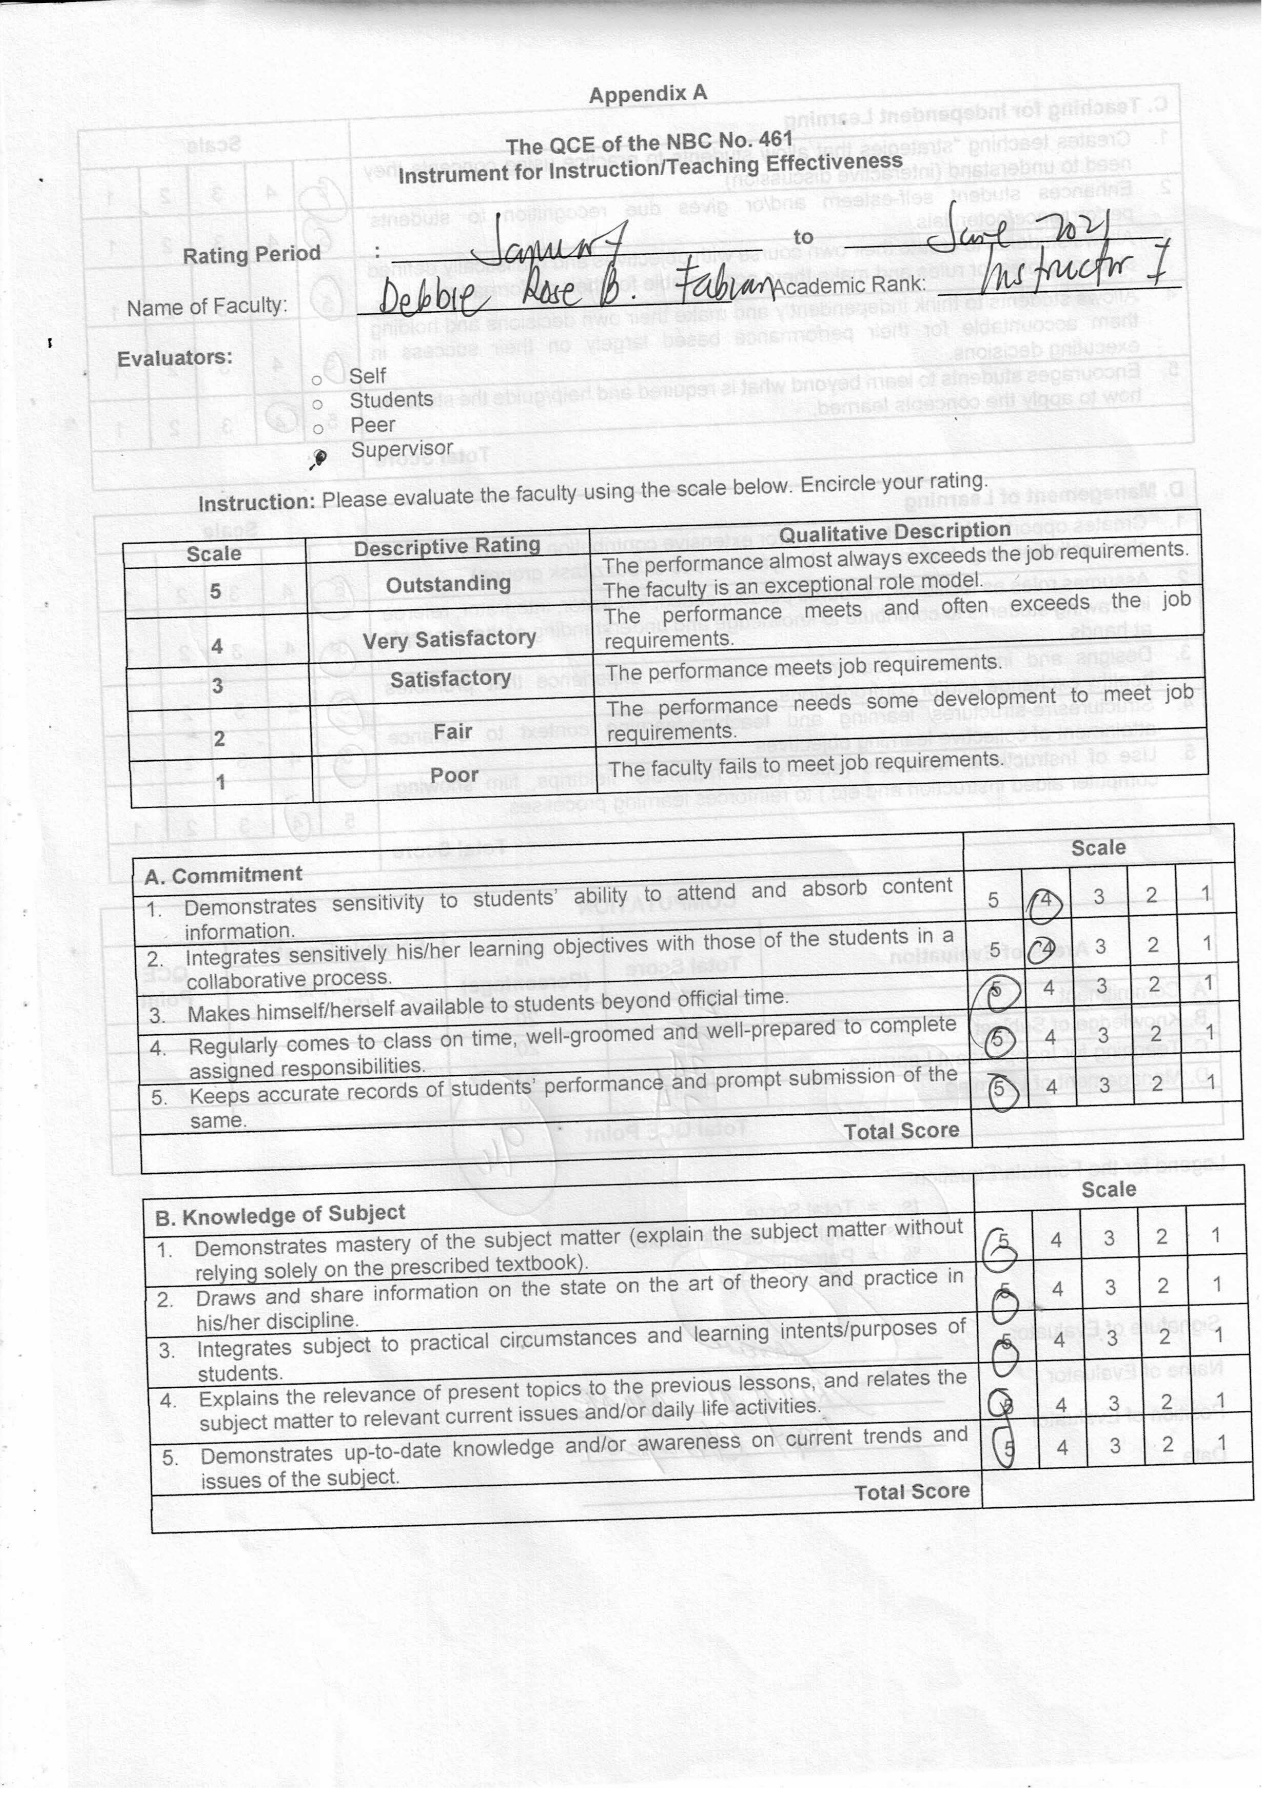 Appendix A
The QCE of the NBC No. 461
Instrument for Instruction/Teaching Effectiveness
Rating Period : January to June 2021
Name of Faculty: Debbie Rose B. Fabian Academic Rank: Instructor I
Evaluators:
Self
Students
Peer
Supervisor
Instruction: Please evaluate the faculty using the scale below. Encircle your rating.
Scale Descriptive Rating Qualitative Description
5 Outstanding The performance almost always exceeds the job requirements.
The faculty is an exceptional role model.
4 Very Satisfactory The performance meets and often exceeds the job
requirements.
3 Satisfactory The performance meets job requirements.
2 Fair The performance needs some development to meet job
requirements.
1 Poor The faculty fails to meet job requirements.
A. Commitment Scale
1. Demonstrates sensitivity to students' ability to attend and absorb content 5 4 3 2 1
information.
2. Integrates sensitively his/her learning objectives with those of the students in a 5 4 3 2 1
collaborative process.
3. Makes himself/herself available to students beyond official time. 5 4 3 2 1
4. Regularly comes to class on time, well-groomed and well-prepared to complete 5 4 3 2 1
assigned responsibilities.
5. Keeps accurate records of students' performance and prompt submission of the 5 4 3 2 1
same.
Total Score
B. Knowledge of Subject Scale
1. Demonstrates mastery of the subject matter (explain the subject matter without 5 4 3 2 1
relying solely on the prescribed textbook).
2. Draws and share information on the state on the art of theory and practice in 5 4 3 2 1
his/her discipline.
3. Integrates subject to practical circumstances and learning intents/purposes of 5 4 3 2 1
students.
4. Explains the relevance of present topics to the previous lessons, and relates the 5 4 3 2 1
subject matter to relevant current issues and/or daily life activities.
5. Demonstrates up-to-date knowledge and/or awareness on current trends and 5 4 3 2 1
issues of the subject.
Total Score